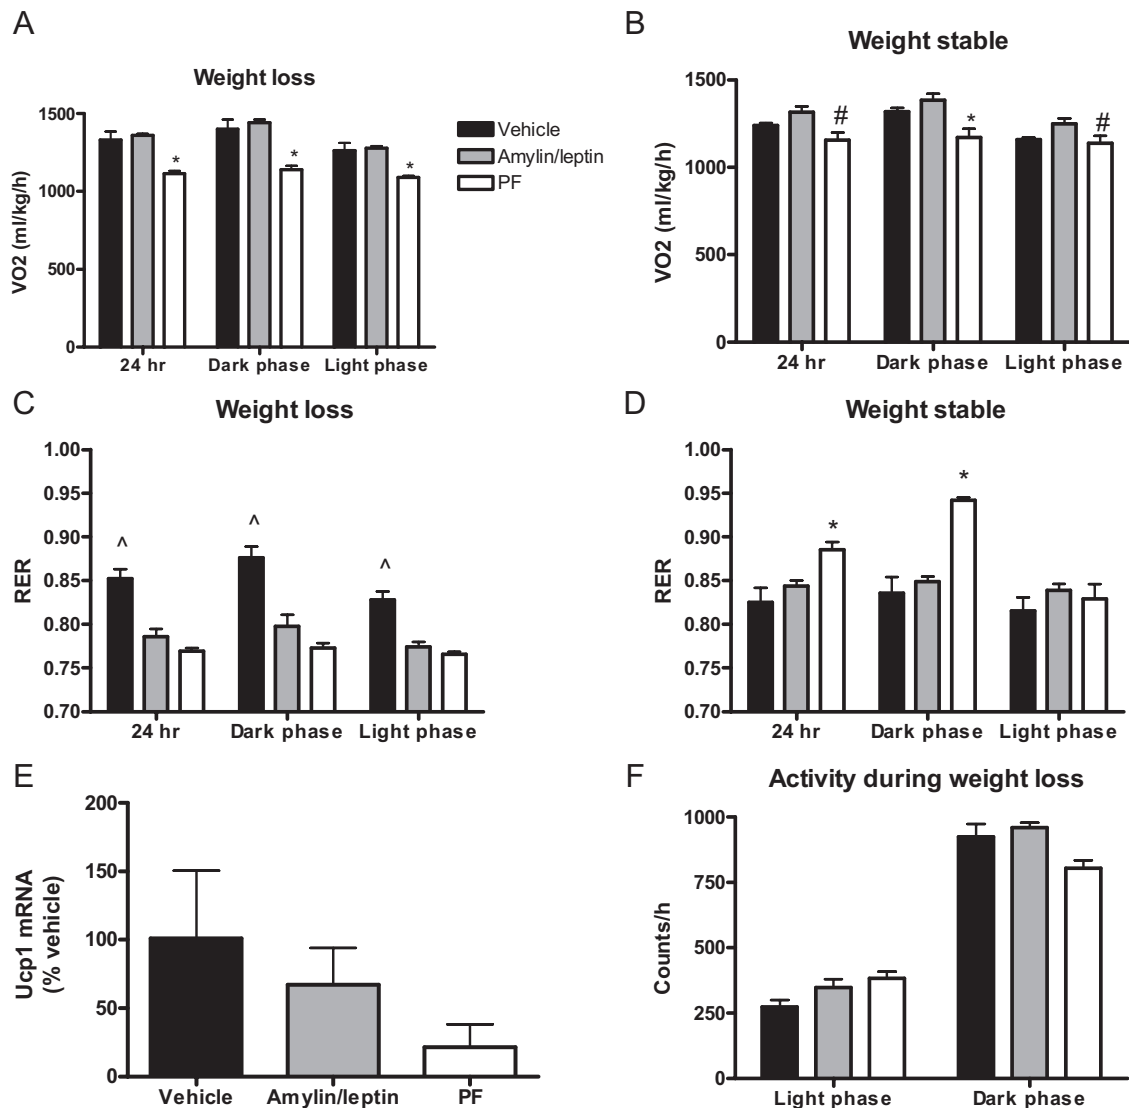 A
Weight loss
VO2 (ml/kg/h)
1500
1000
500
0
*
*
*
24 hr Dark phase Light phase
Vehicle
Amylin/leptin
PF
B
Weight stable
VO2 (ml/kg/h)
1500
1000
500
0
#
*
#
24 hr Dark phase Light phase
C
Weight loss
RER
1.00
0.95
0.90
0.85
0.80
0.75
0.70
^
^
^
24 hr Dark phase Light phase
D
Weight stable
RER
1.00
0.95
0.90
0.85
0.80
0.75
0.70
*
*
24 hr Dark phase Light phase
E
Ucp1 mRNA
(% vehicle)
200
150
100
50
0
Vehicle Amylin/leptin PF
F
Activity during weight loss
Counts/h
1000
750
500
250
0
Light phase Dark phase